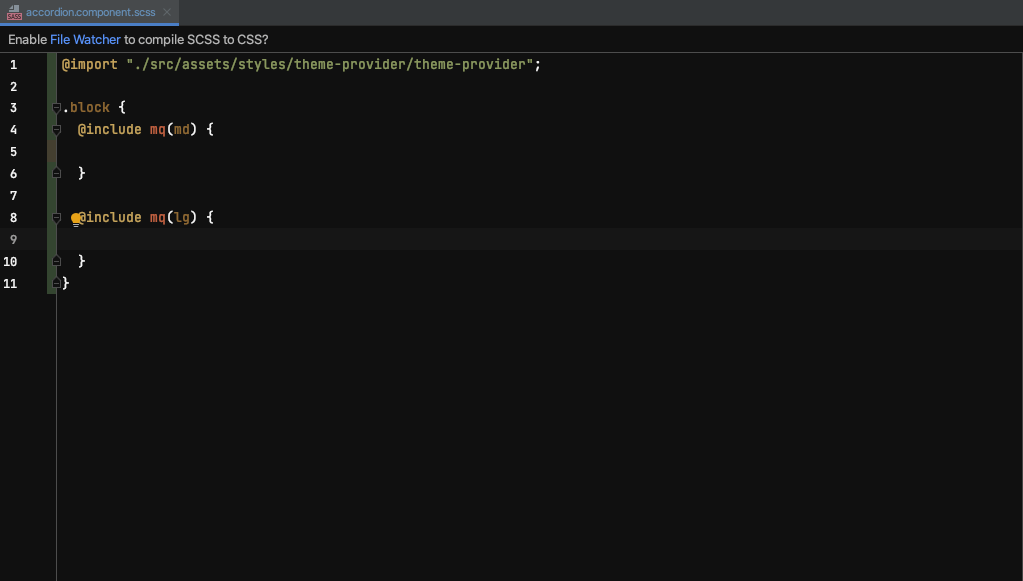 SASS accordion.component.scss
Enable File Watcher to compile SCSS to CSS?
1 @import "./src/assets/styles/theme-provider/theme-provider";
2
3 .block {
4 @include mq(md) {
5
6 }
7
8 @include mq(lg) {
9
10 }
11 }